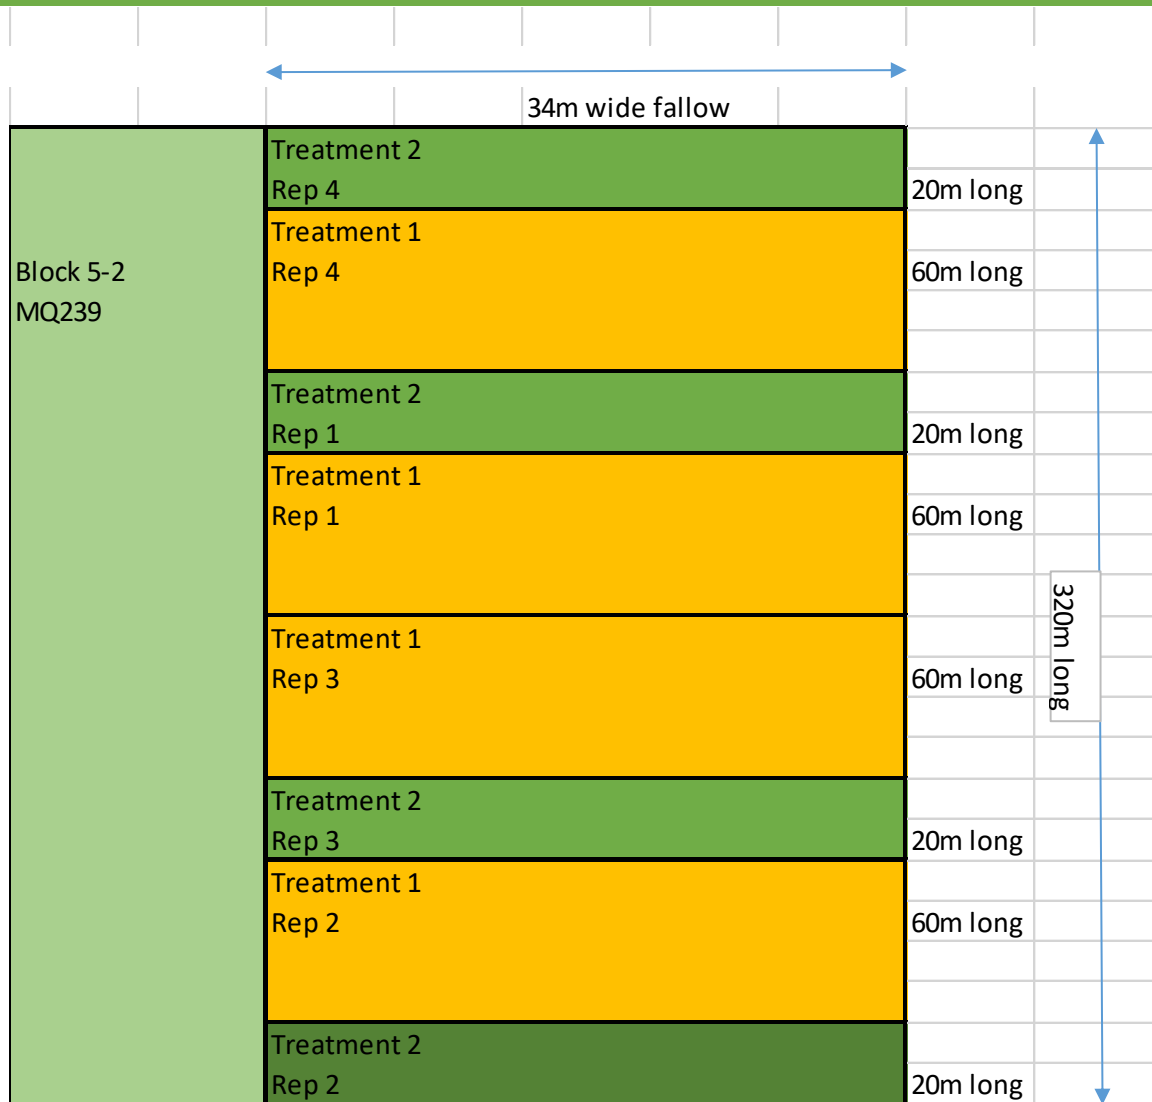 34m wide fallow
Treatment 2
Rep 4
20m long
Treatment 1
Block 5-2
Rep 4
60m long
MQ239
Treatment 2
Rep 1
20m long
Treatment 1
Rep 1
60m long
320m long
Treatment 1
Rep 3
60m long
Treatment 2
Rep 3
20m long
Treatment 1
Rep 2
60m long
Treatment 2
Rep 2
20m long